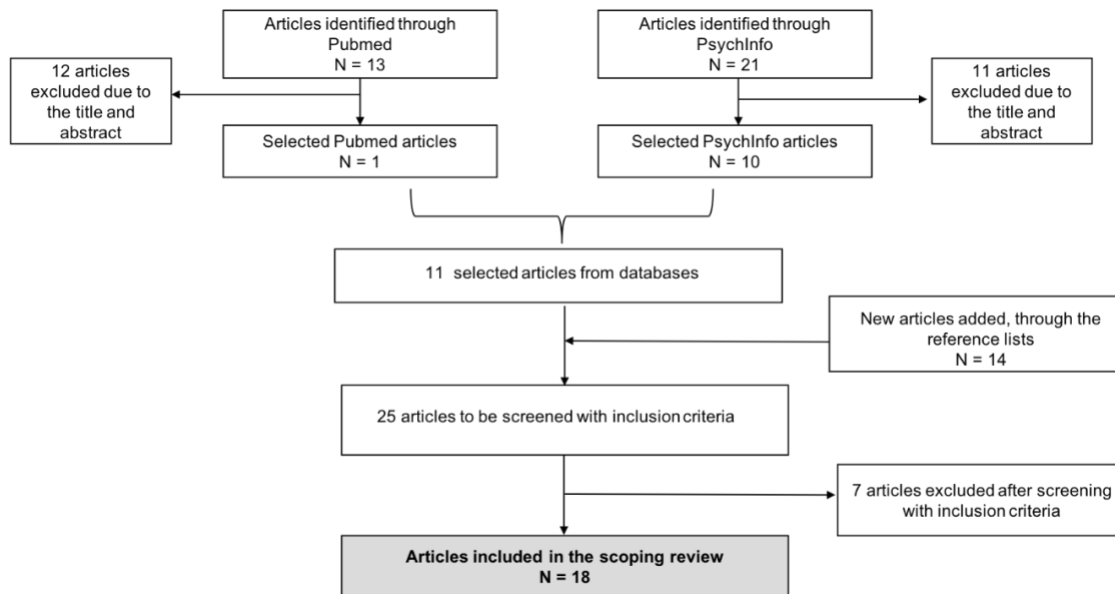 Articles identified through
Pubmed
N = 13
Articles identified through
PsychInfo
N = 21
12 articles
excluded due to
the title and
abstract
11 articles
excluded due to
the title and
abstract
Selected Pubmed articles
N = 1
Selected PsychInfo articles
N = 10
11 selected articles from databases
New articles added, through the
reference lists
N = 14
25 articles to be screened with inclusion criteria
7 articles excluded after screening
with inclusion criteria
Articles included in the scoping review
N = 18